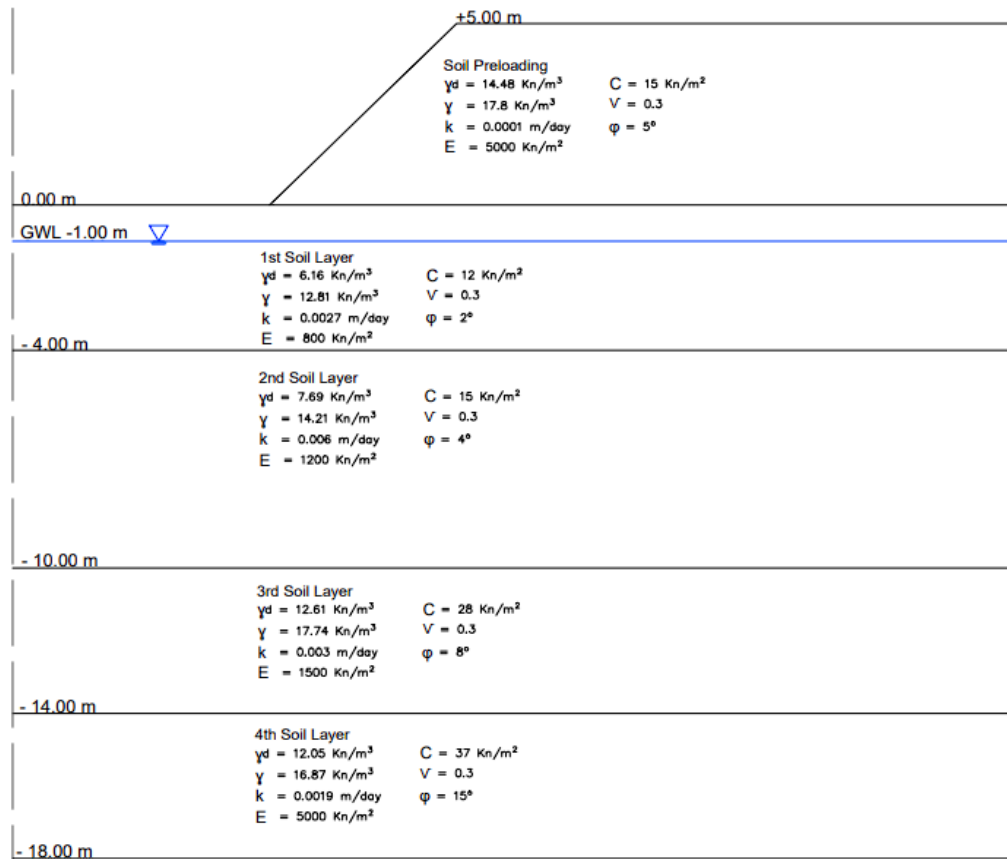 +5.00 m
Soil Preloading
γd = 14.48 Kn/m³ C = 15 Kn/m²
γ = 17.8 Kn/m³ V = 0.3
k = 0.0001 m/day φ = 5°
E = 5000 Kn/m²
0.00 m
GWL -1.00 m
1st Soil Layer
γd = 6.16 Kn/m³ C = 12 Kn/m²
γ = 12.81 Kn/m³ V = 0.3
k = 0.0027 m/day φ = 2°
E = 800 Kn/m²
- 4.00 m
2nd Soil Layer
γd = 7.69 Kn/m³ C = 15 Kn/m²
γ = 14.21 Kn/m³ V = 0.3
k = 0.006 m/day φ = 4°
E = 1200 Kn/m²
- 10.00 m
3rd Soil Layer
γd = 12.61 Kn/m³ C = 28 Kn/m²
γ = 17.74 Kn/m³ V = 0.3
k = 0.003 m/day φ = 8°
E = 1500 Kn/m²
- 14.00 m
4th Soil Layer
γd = 12.05 Kn/m³ C = 37 Kn/m²
γ = 16.87 Kn/m³ V = 0.3
k = 0.0019 m/day φ = 15°
E = 5000 Kn/m²
- 18.00 m